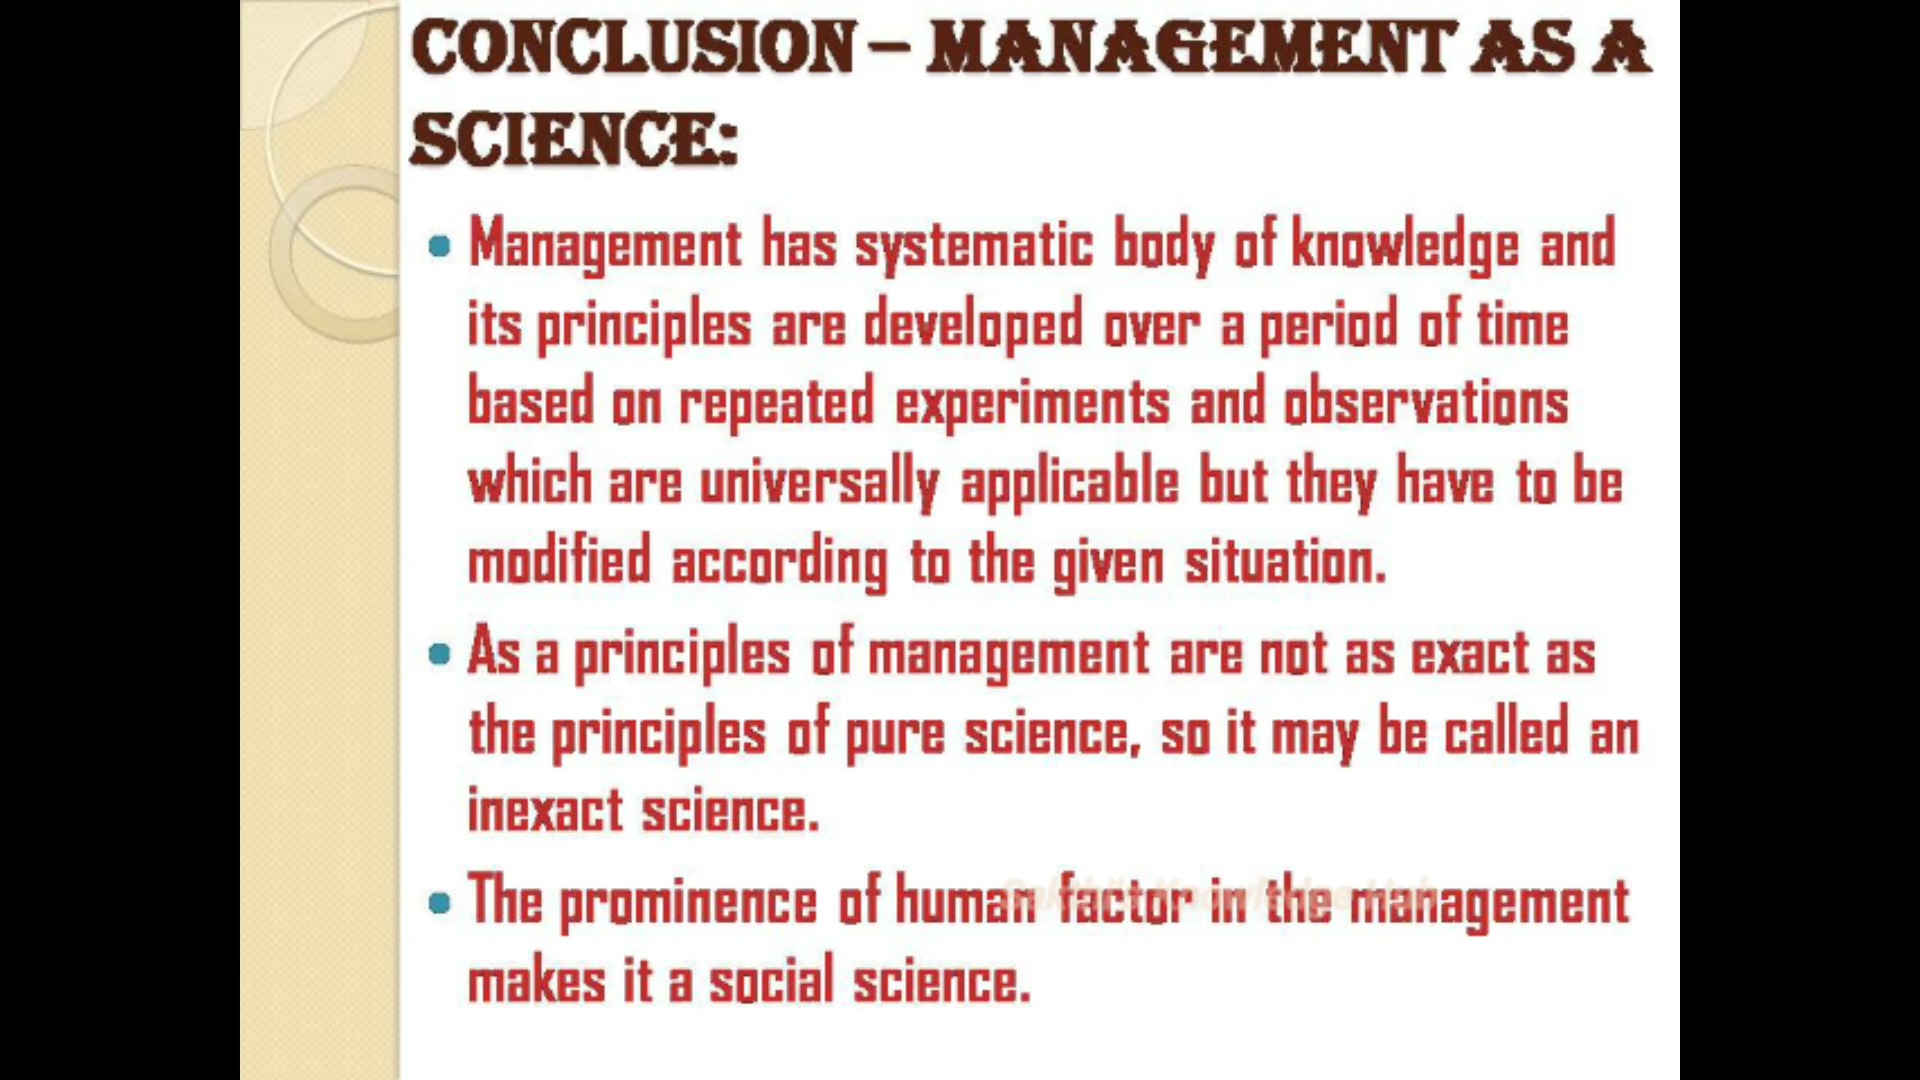 CONCLUSION – MANAGEMENT AS A
SCIENCE:
• Management has systematic body of knowledge and
its principles are developed over a period of time
based on repeated experiments and observations
which are universally applicable but they have to be
modified according to the given situation.
• As a principles of management are not as exact as
the principles of pure science, so it may be called an
inexact science.
• The prominence of human factor in the management
Sakthi's Knowledge Hub
makes it a social science.